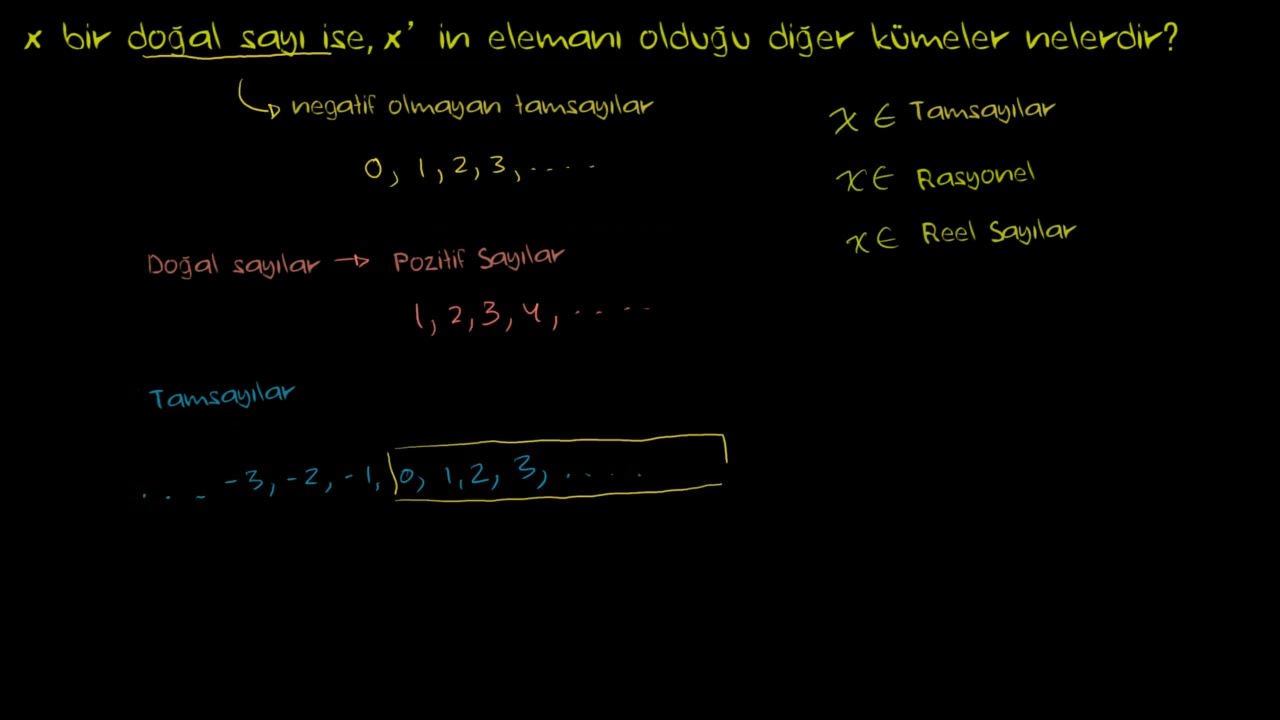 x bir doğal sayı ise, x' in elemanı olduğu diğer kümeler nelerdir?
negatif olmayan tamsayılar
0, 1, 2, 3, ....
x ∈ Tamsayılar
x ∈ Rasyonel
x ∈ Reel Sayılar
Doğal sayılar → Pozitif Sayılar
1, 2, 3, 4, ....
Tamsayılar
... -3, -2, -1, 0, 1, 2, 3, ....